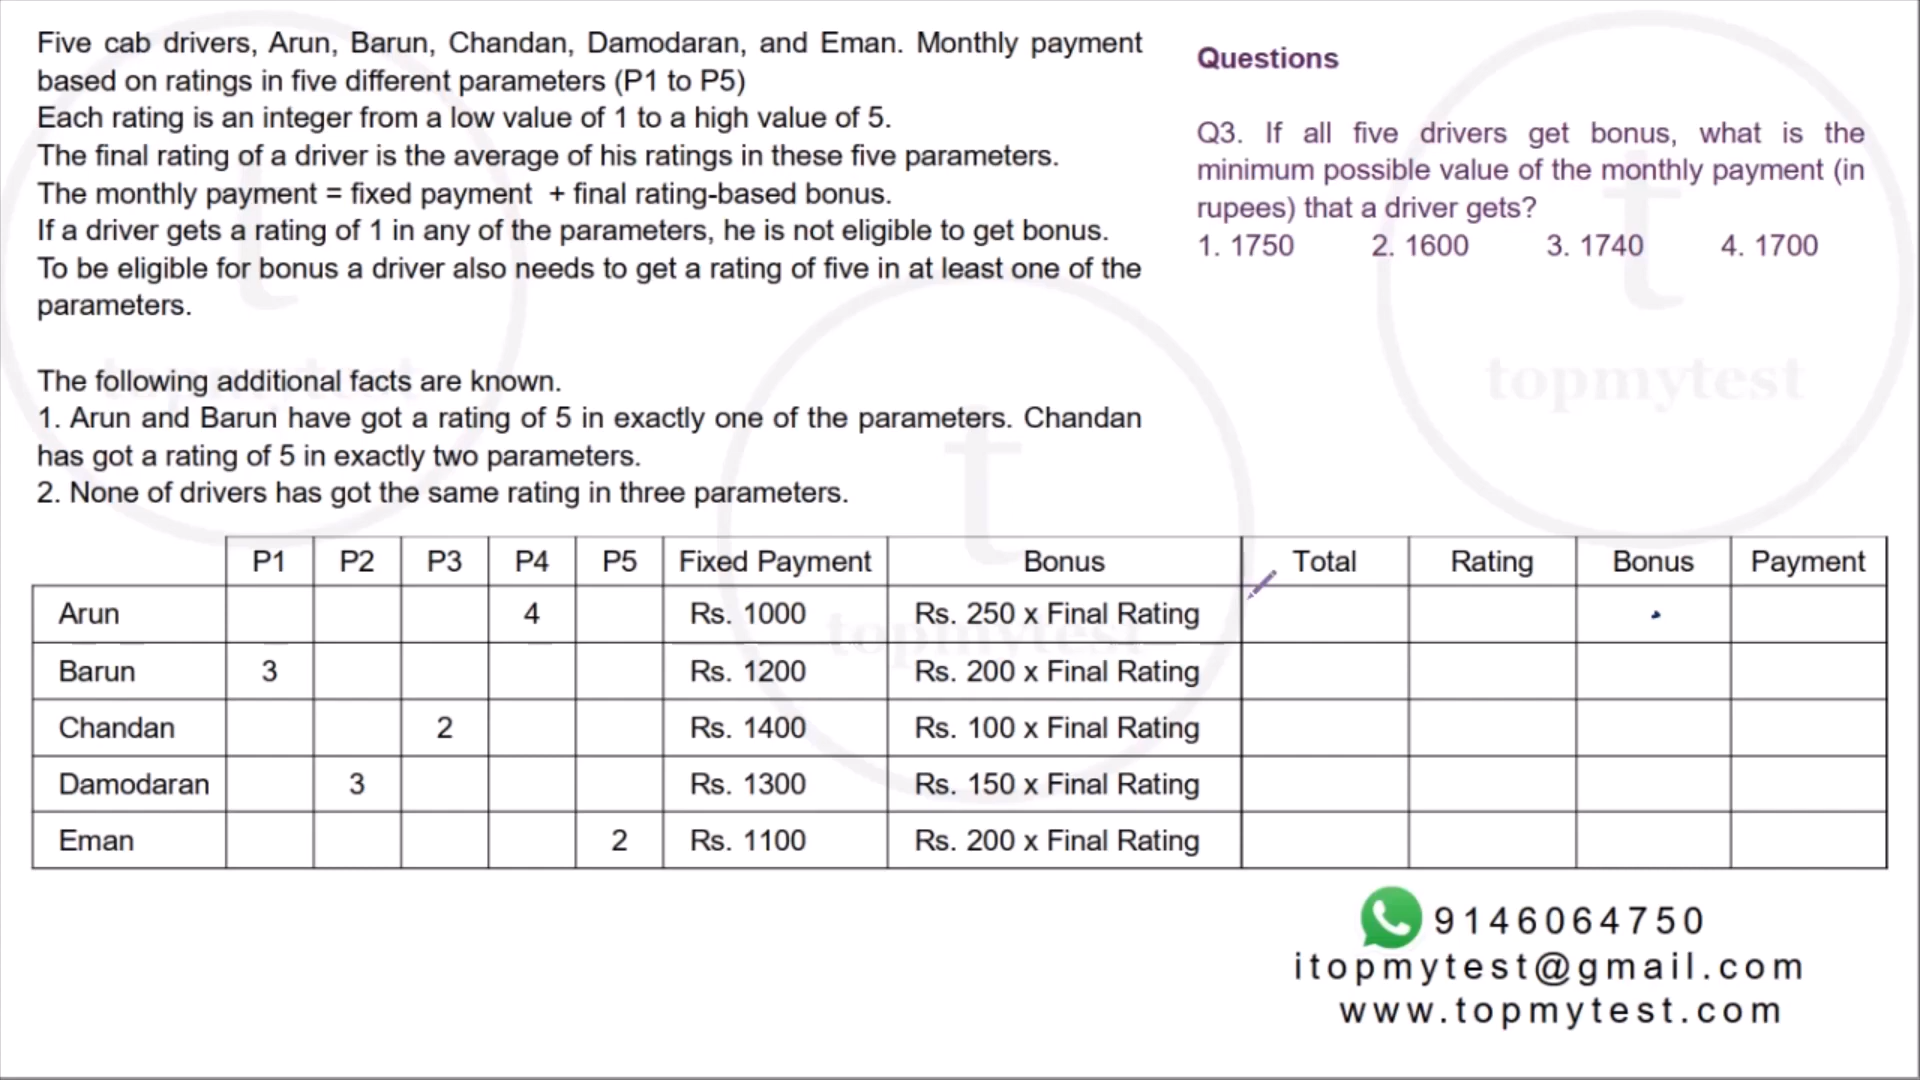 Five cab drivers, Arun, Barun, Chandan, Damodaran, and Eman. Monthly payment
based on ratings in five different parameters (P1 to P5)
Each rating is an integer from a low value of 1 to a high value of 5.
The final rating of a driver is the average of his ratings in these five parameters.
The monthly payment = fixed payment + final rating-based bonus.
If a driver gets a rating of 1 in any of the parameters, he is not eligible to get bonus.
To be eligible for bonus a driver also needs to get a rating of five in at least one of the
parameters.
The following additional facts are known.
1. Arun and Barun have got a rating of 5 in exactly one of the parameters. Chandan
has got a rating of 5 in exactly two parameters.
2. None of drivers has got the same rating in three parameters.
Questions
Q3. If all five drivers get bonus, what is the
minimum possible value of the monthly payment (in
rupees) that a driver gets?
1. 1750 2. 1600 3. 1740 4. 1700
P1 P2 P3 P4 P5 Fixed Payment Bonus Total Rating Bonus Payment
Arun 4 Rs. 1000 Rs. 250 x Final Rating
Barun 3 Rs. 1200 Rs. 200 x Final Rating
Chandan 2 Rs. 1400 Rs. 100 x Final Rating
Damodaran 3 Rs. 1300 Rs. 150 x Final Rating
Eman 2 Rs. 1100 Rs. 200 x Final Rating
9146064750
itopmytest@gmail.com
www.topmytest.com
t
topmytest
t
topmytest
t
topmytest